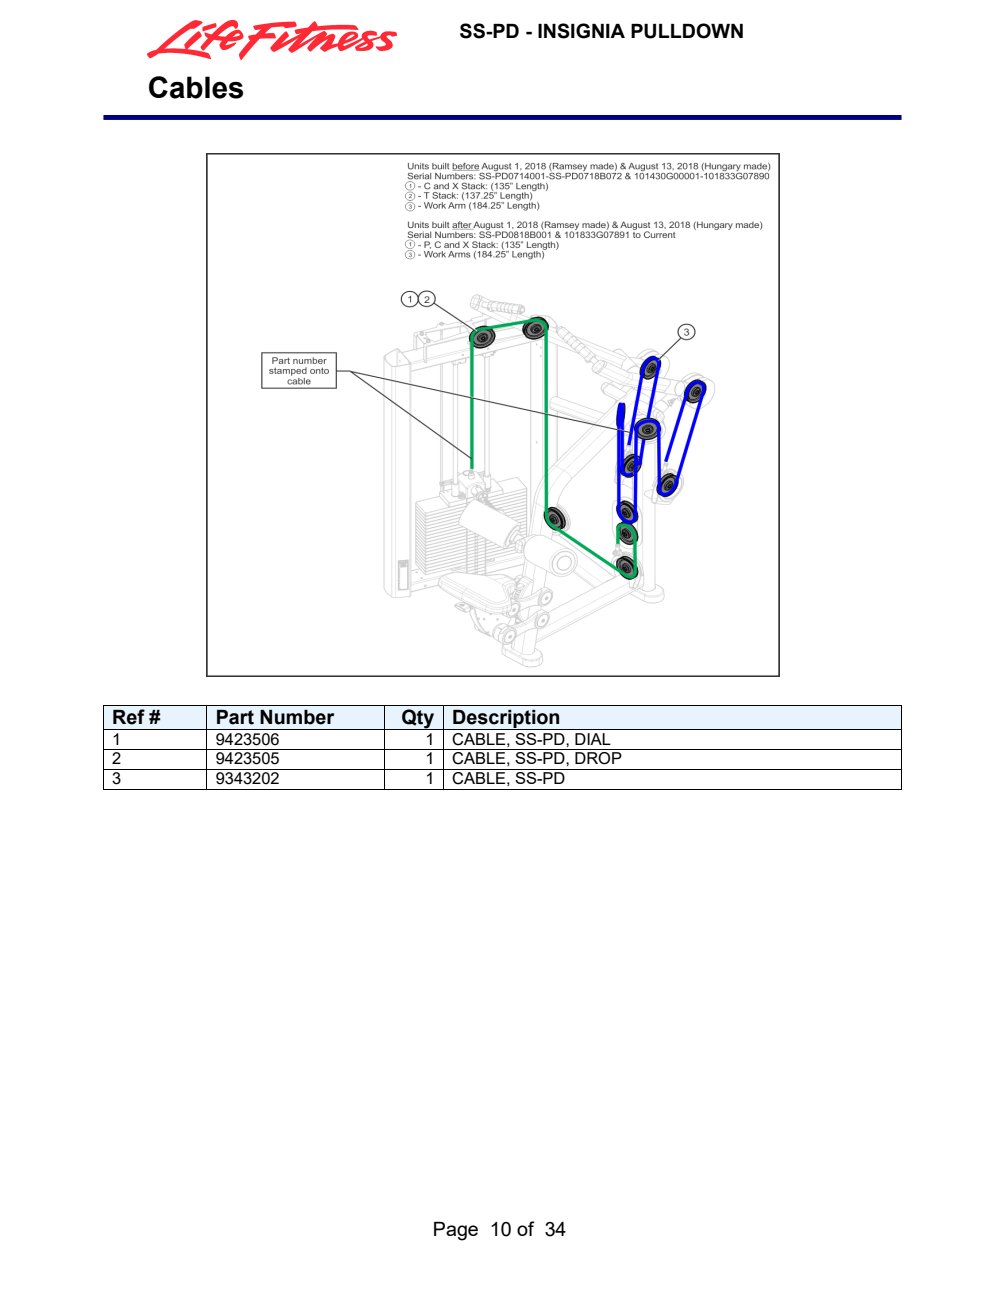 Life Fitness
SS-PD - INSIGNIA PULLDOWN
Cables
Units built before August 1, 2018 (Ramsey made) & August 13, 2018 (Hungary made)
Serial Numbers: SS-PD0714001-SS-PD0718B072 & 101430G00001-101833G07890
1 - C and X Stack: (135" Length)
2 - T Stack: (137.25" Length)
3 - Work Arm (184.25" Length)
Units built after August 1, 2018 (Ramsey made) & August 13, 2018 (Hungary made)
Serial Numbers: SS-PD0818B001 & 101833G07891 to Current
1 - P, C and X Stack: (135" Length)
3 - Work Arms (184.25" Length)
1 2
3
Part number
stamped onto
cable
Ref # Part Number Qty Description
1 9423506 1 CABLE, SS-PD, DIAL
2 9423505 1 CABLE, SS-PD, DROP
3 9343202 1 CABLE, SS-PD
Page 10 of 34